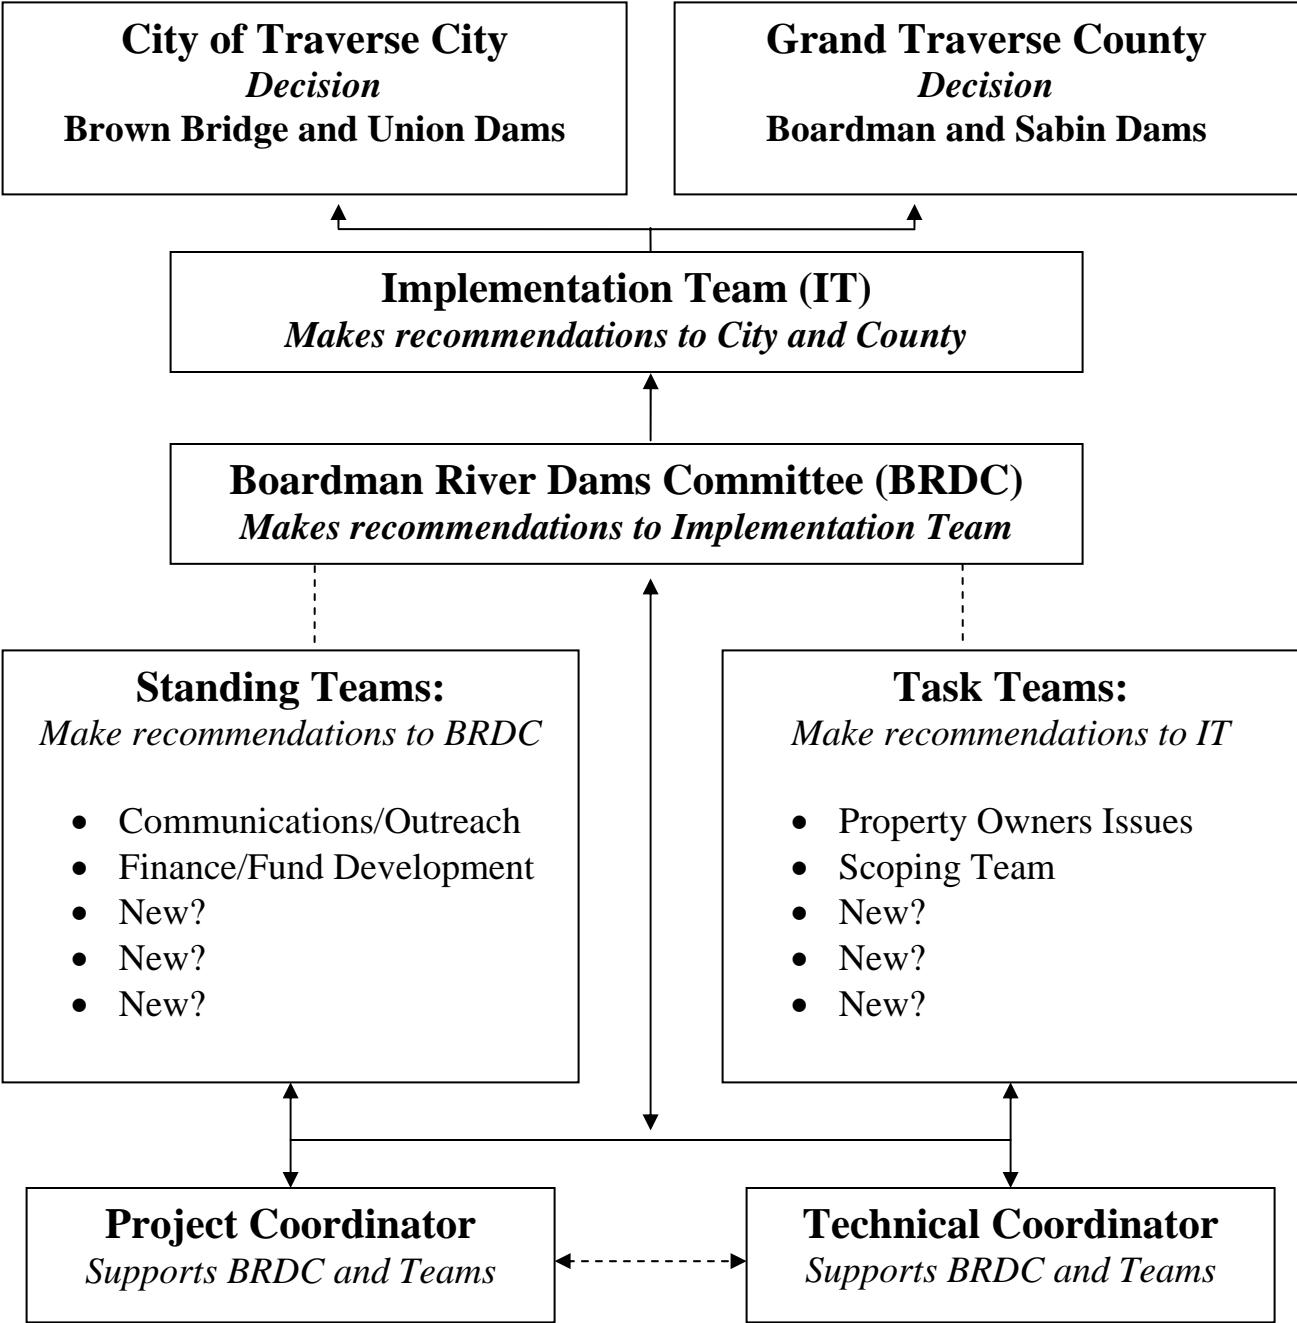 City of Traverse City
Decision
Brown Bridge and Union Dams
Grand Traverse County
Decision
Boardman and Sabin Dams
Implementation Team (IT)
Makes recommendations to City and County
Boardman River Dams Committee (BRDC)
Makes recommendations to Implementation Team
Standing Teams:
Make recommendations to BRDC
• Communications/Outreach
• Finance/Fund Development
• New?
• New?
• New?
Task Teams:
Make recommendations to IT
• Property Owners Issues
• Scoping Team
• New?
• New?
• New?
Project Coordinator
Supports BRDC and Teams
Technical Coordinator
Supports BRDC and Teams